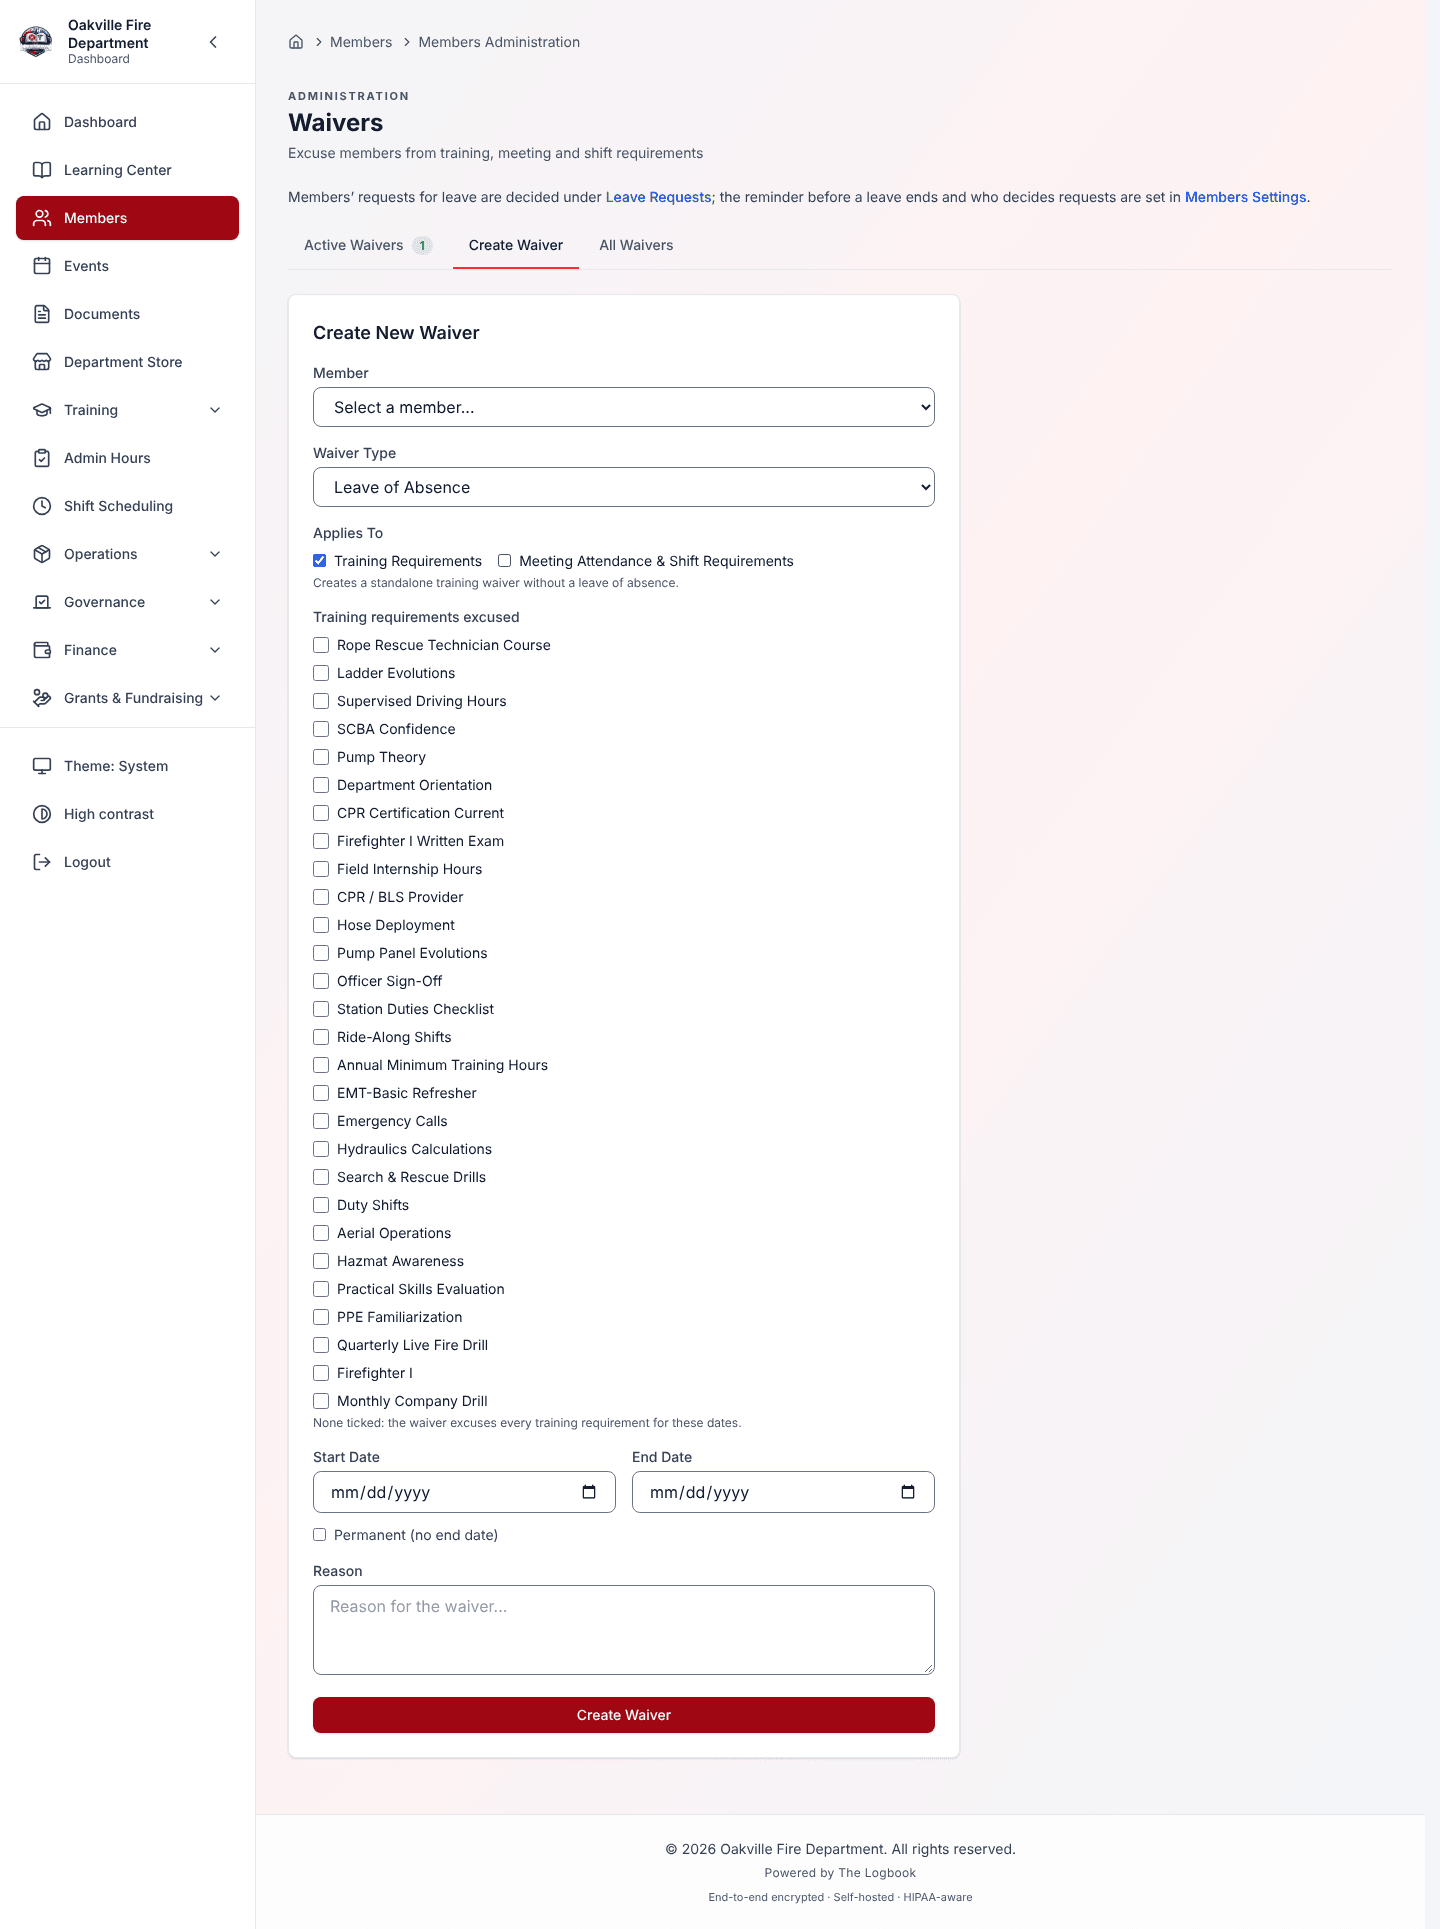 Oakville Fire
Department
Dashboard
Dashboard
Learning Center
Members
Events
Documents
Department Store
Training
Admin Hours
Shift Scheduling
Operations
Governance
Finance
Grants & Fundraising
Theme: System
High contrast
Logout
Members
Members Administration
ADMINISTRATION
Waivers
Excuse members from training, meeting and shift requirements
Members’ requests for leave are decided under Leave Requests; the reminder before a leave ends and who decides requests are set in Members Settings.
Active Waivers 1
Create Waiver
All Waivers
Create New Waiver
Member
Select a member...
Waiver Type
Leave of Absence
Applies To
Training Requirements
Meeting Attendance & Shift Requirements
Creates a standalone training waiver without a leave of absence.
Training requirements excused
Rope Rescue Technician Course
Ladder Evolutions
Supervised Driving Hours
SCBA Confidence
Pump Theory
Department Orientation
CPR Certification Current
Firefighter I Written Exam
Field Internship Hours
CPR / BLS Provider
Hose Deployment
Pump Panel Evolutions
Officer Sign-Off
Station Duties Checklist
Ride-Along Shifts
Annual Minimum Training Hours
EMT-Basic Refresher
Emergency Calls
Hydraulics Calculations
Search & Rescue Drills
Duty Shifts
Aerial Operations
Hazmat Awareness
Practical Skills Evaluation
PPE Familiarization
Quarterly Live Fire Drill
Firefighter I
Monthly Company Drill
None ticked: the waiver excuses every training requirement for these dates.
Start Date
End Date
mm/dd/yyyy
mm/dd/yyyy
Permanent (no end date)
Reason
Reason for the waiver...
Create Waiver
© 2026 Oakville Fire Department. All rights reserved.
Powered by The Logbook
End-to-end encrypted · Self-hosted · HIPAA-aware